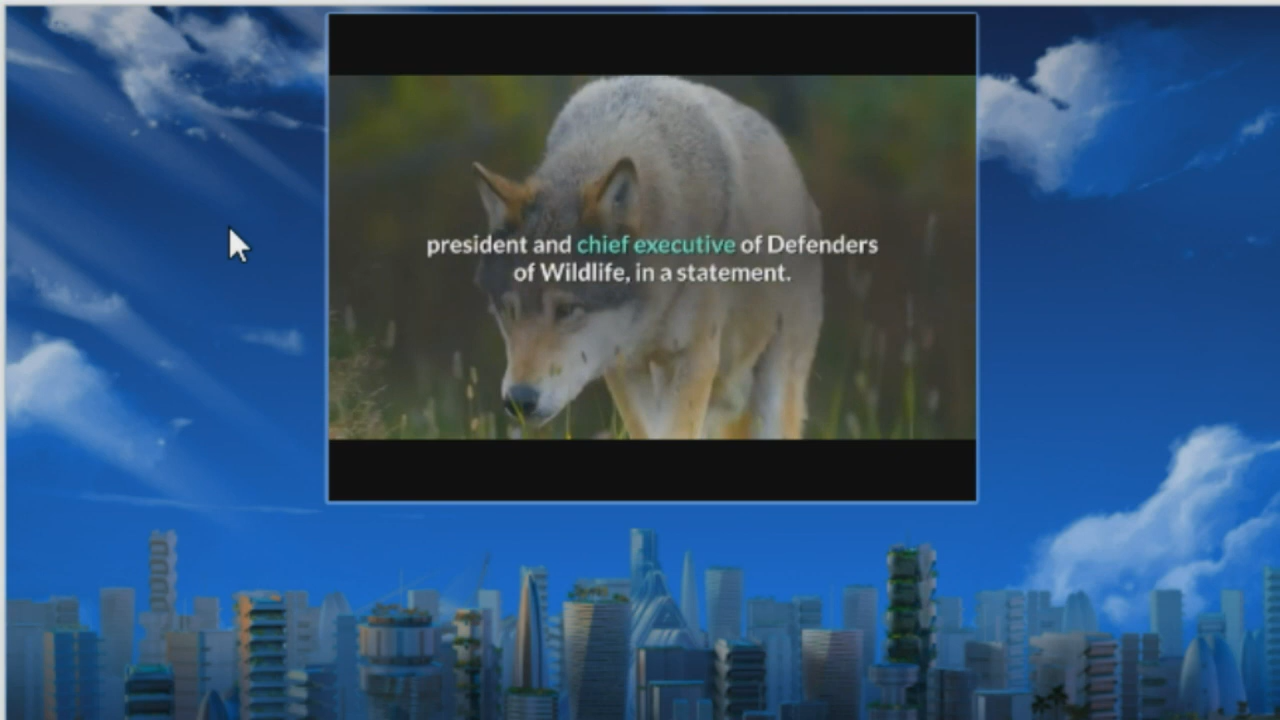 president and chief executive of Defenders
of Wildlife, in a statement.